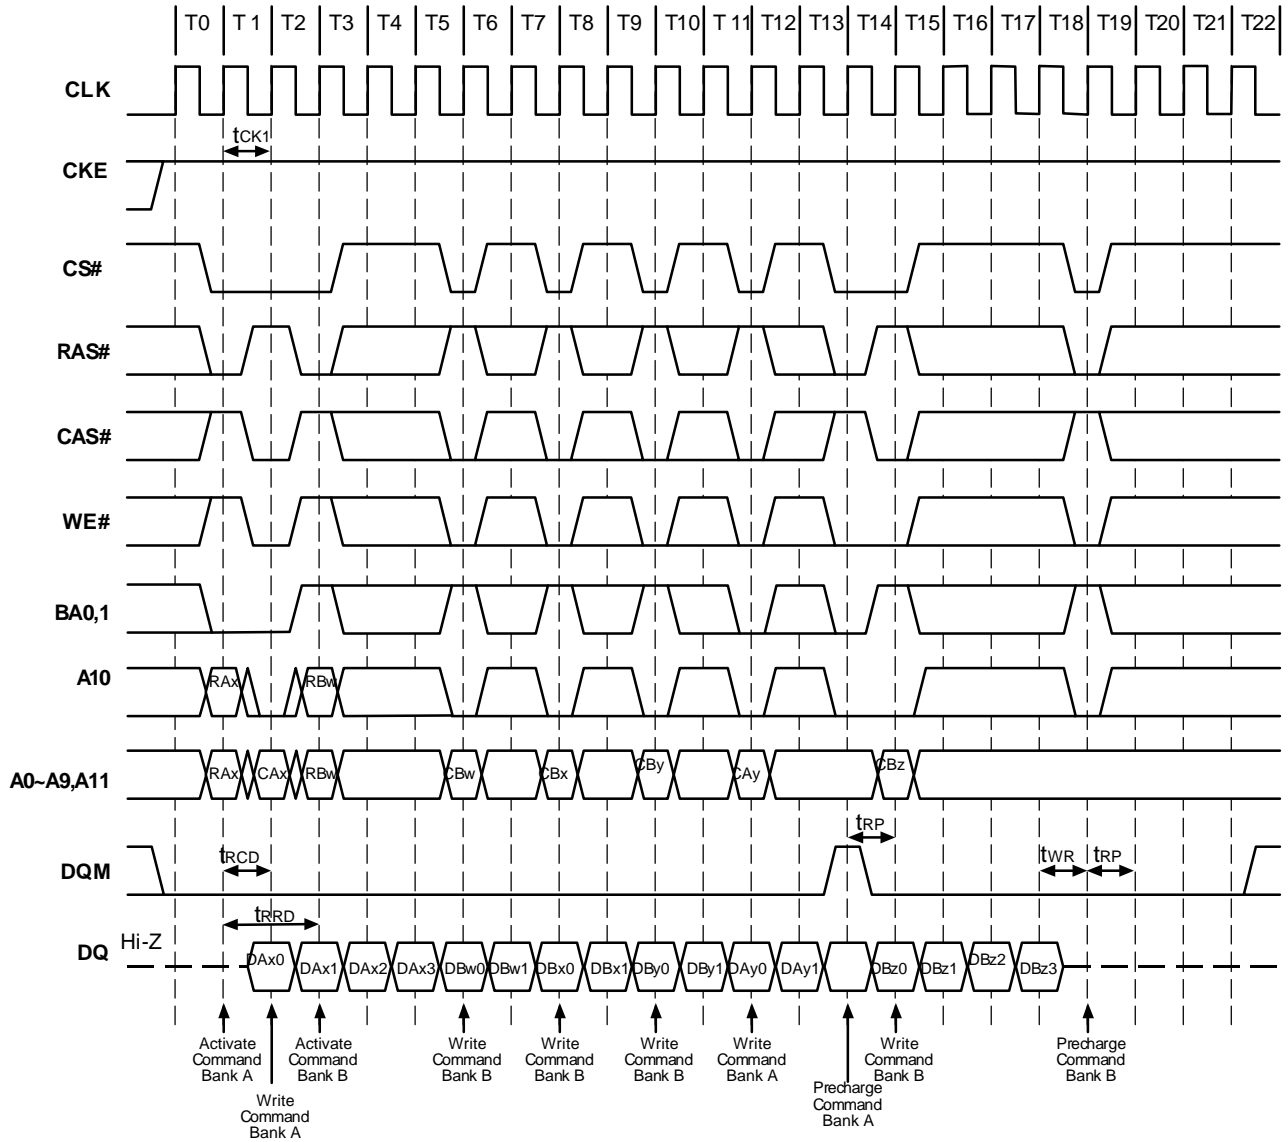 T0 T 1 T2 T3 T4 T5 T6 T7 T8 T9 T10 T 11 T12 T13 T14 T15 T16 T17 T18 T19 T20 T21 T22
CLK
tCK1
CKE
CS#
RAS#
CAS#
WE#
BA0,1
A10
RAx RBw
A0~A9,A11
RAx CAx RBw CBw CBx CBy CAy CBz
tRP
DQM
tRCD
tWR tRP
tRRD
DQ
Hi-Z
DAx0 DAx1 DAx2 DAx3 DBw0 DBw1 DBx0 DBx1 DBy0 DBy1 DAy0 DAy1 DBz0 DBz1 DBz2 DBz3
Activate
Command
Bank A
Write
Command
Bank A
Activate
Command
Bank B
Write
Command
Bank B
Write
Command
Bank B
Write
Command
Bank B
Write
Command
Bank A
Precharge
Command
Bank A
Write
Command
Bank B
Precharge
Command
Bank B